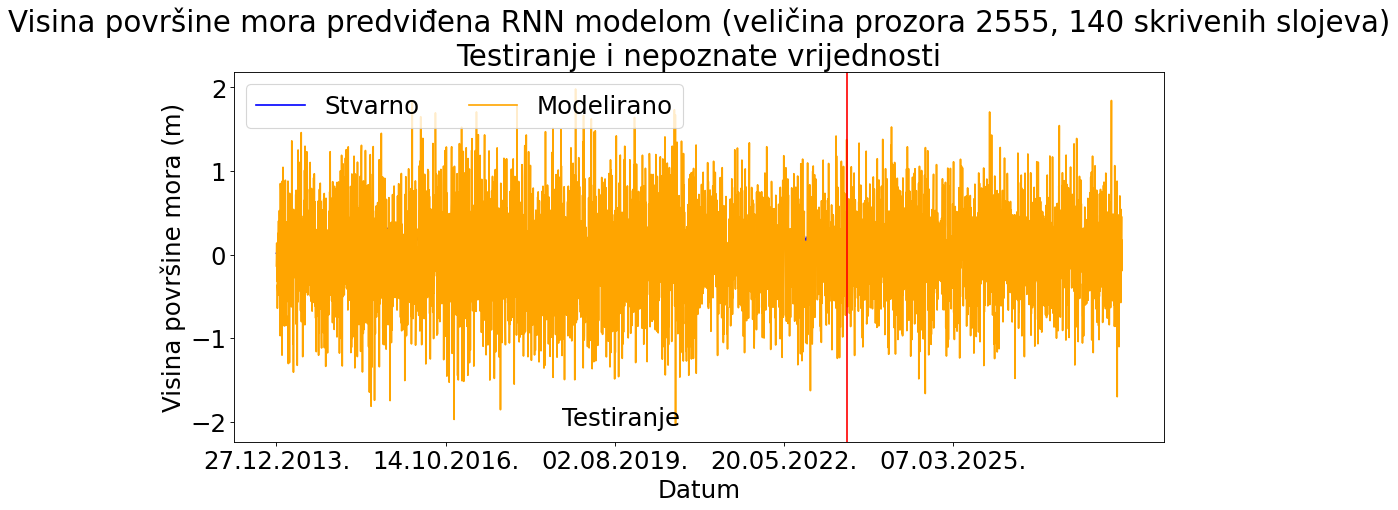 Visina površine mora predviđena RNN modelom (veličina prozora 2555, 140 skrivenih slojeva)
Testiranje i nepoznate vrijednosti
Stvarno Modelirano
Visina površine mora (m)
2
1
0
−1
−2
Testiranje
27.12.2013. 14.10.2016. 02.08.2019. 20.05.2022. 07.03.2025.
Datum